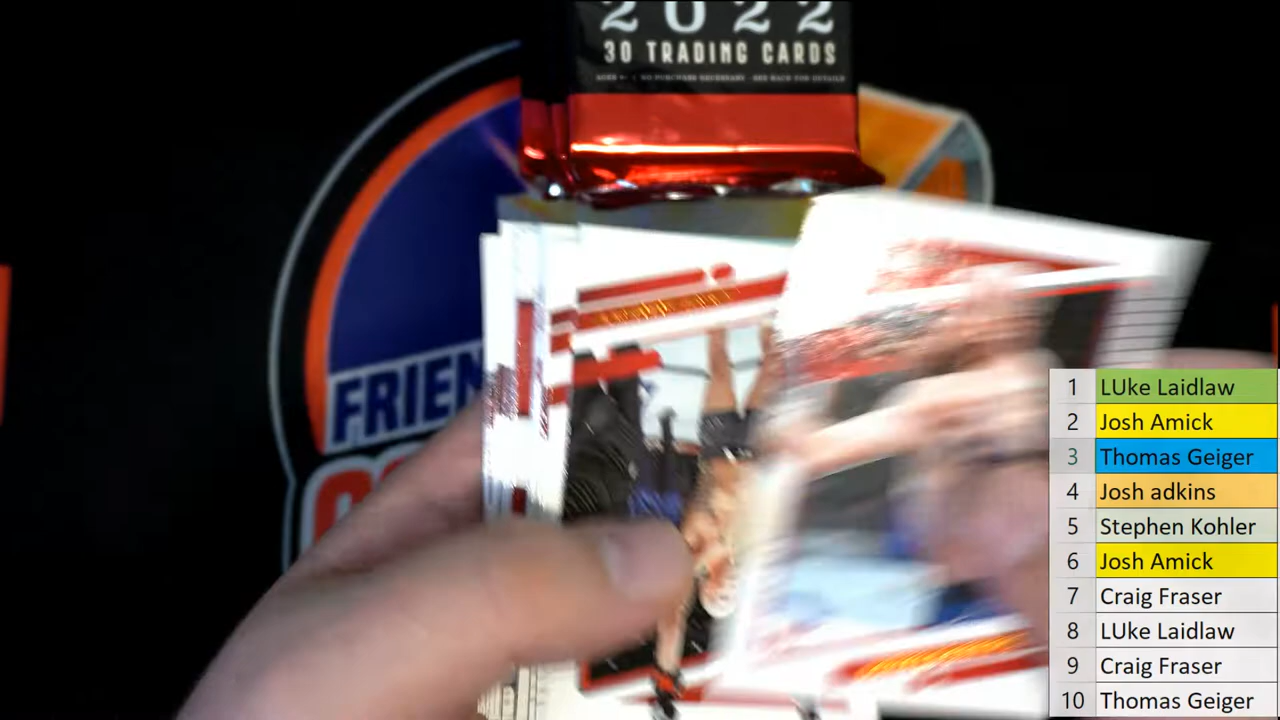 2022
30 TRADING CARDS
FRIEN
1 LUke Laidlaw
2 Josh Amick
3 Thomas Geiger
4 Josh adkins
5 Stephen Kohler
6 Josh Amick
7 Craig Fraser
8 LUke Laidlaw
9 Craig Fraser
10 Thomas Geiger